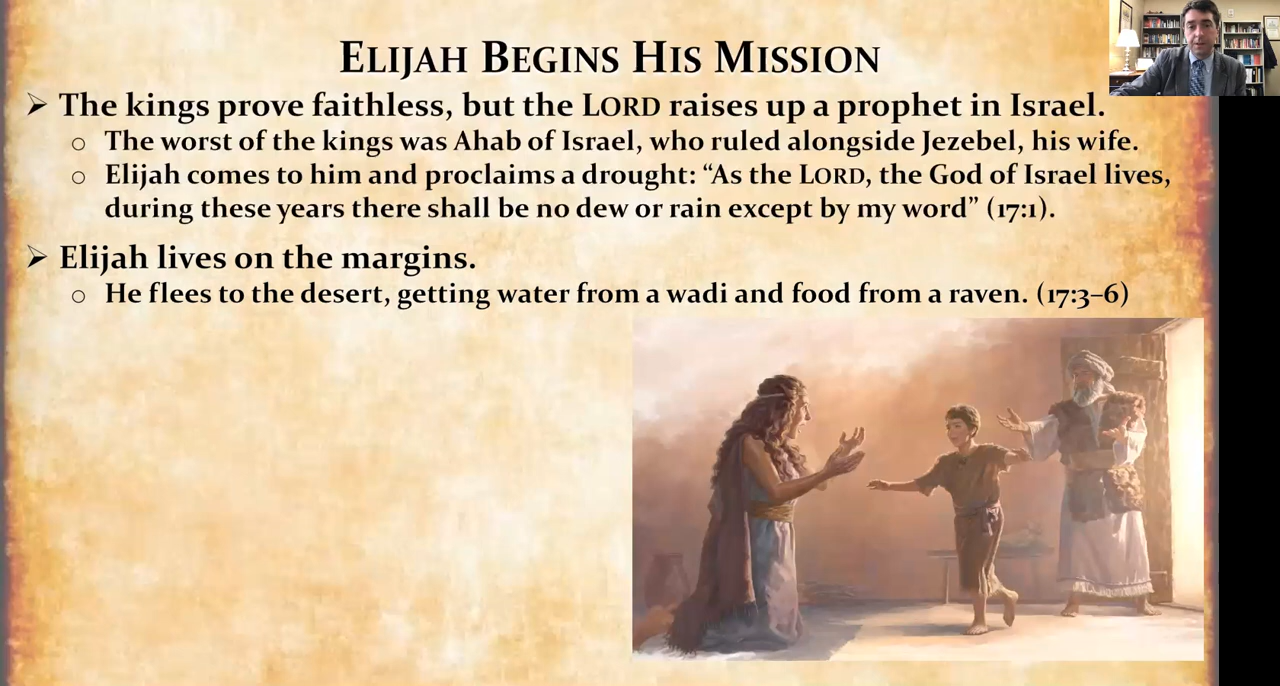 ELIJAH BEGINS HIS MISSION
➢ The kings prove faithless, but the LORD raises up a prophet in Israel.
○ The worst of the kings was Ahab of Israel, who ruled alongside Jezebel, his wife.
○ Elijah comes to him and proclaims a drought: “As the LORD, the God of Israel lives,
during these years there shall be no dew or rain except by my word” (17:1).
➢ Elijah lives on the margins.
○ He flees to the desert, getting water from a wadi and food from a raven. (17:3–6)